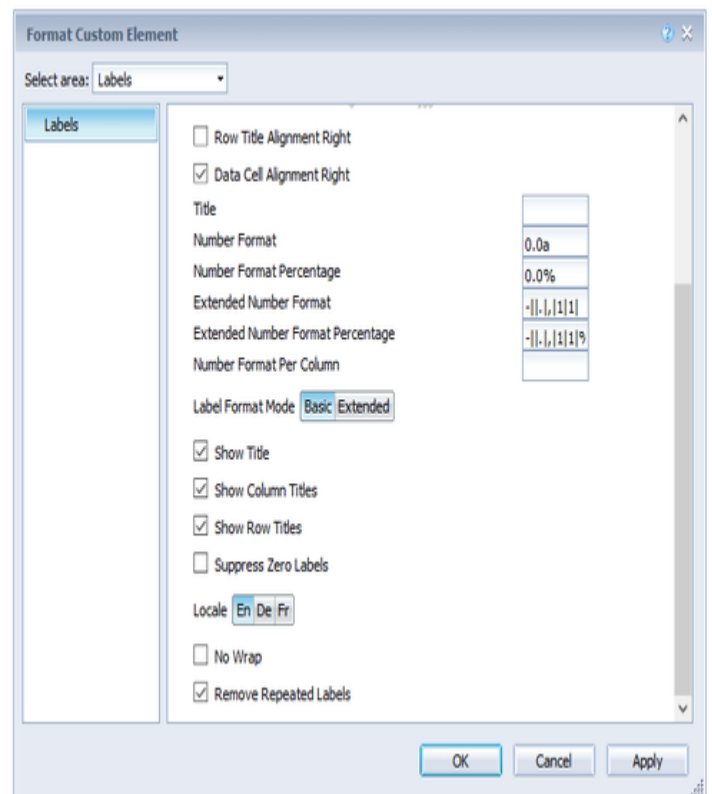 Format Custom Element
Select area: Labels
Labels
Row Title Alignment Right
Data Cell Alignment Right
Title
Number Format 0.0a
Number Format Percentage 0.0%
Extended Number Format -||.|,|1|1|
Extended Number Format Percentage -||.|,|1|1|%
Number Format Per Column
Label Format Mode Basic Extended
Show Title
Show Column Titles
Show Row Titles
Suppress Zero Labels
Locale En De Fr
No Wrap
Remove Repeated Labels
OK Cancel Apply